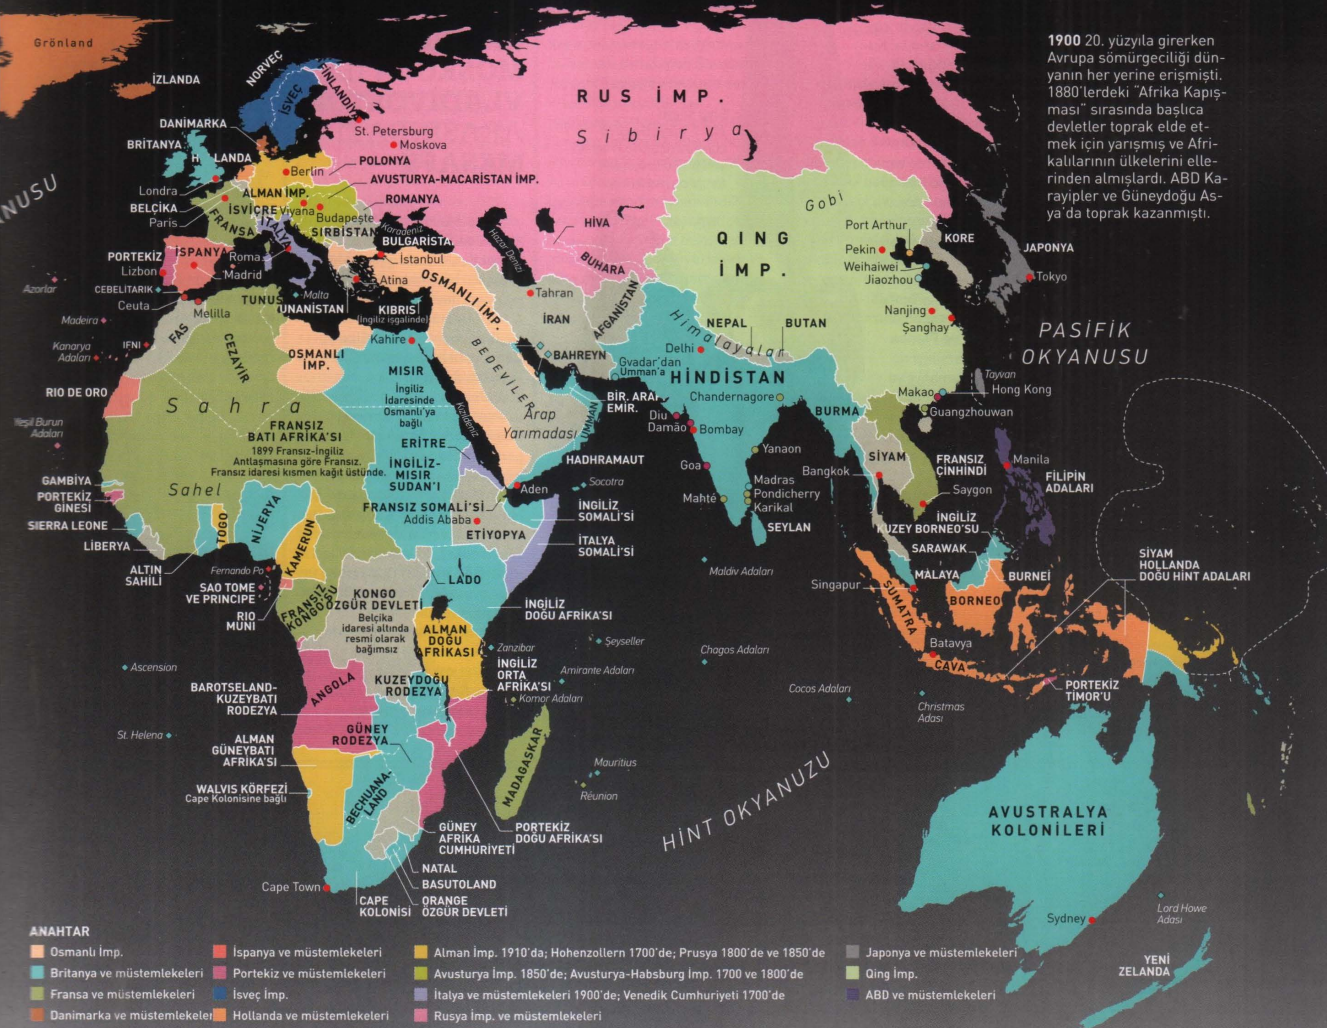 Grönland
İZLANDA
NORVEÇ
İSVEÇ
FİNLANDİYA
DANİMARKA
BRİTANYA
H LANDA
Londra
BELÇİKA
Paris
ALMAN İMP.
Berlin
İSVİÇRE
Viyana
FRANSA
İTALYA
St. Petersburg
Moskova
POLONYA
AVUSTURYA-MACARİSTAN İMP.
ROMANYA
Budapeşte
SIRBİSTAN
Karadeniz
BULGARİSTA
İstanbul
RUS İMP.
Sibirya
1900 20. yüzyıla girerken
Avrupa sömürgeciliği dün-
yanın her yerine erişmişti.
1880'lerdeki "Afrika Kapış-
ması" sırasında başlıca
devletler toprak elde et-
mek için yarışmış ve Afri-
kalılarının ülkelerini elle-
rinden almışlardı. ABD Ka-
rayipler ve Güneydoğu As-
ya'da toprak kazanmıştı.
NUSU
PORTEKİZ
Lizbon
İSPANYA
Madrid
Roma
CEBELİTARIK
Ceuta
Melilla
Malta
TUNUS
UNANİSTAN
Atina
KIBRIS
(İngiliz işgalinde)
OSMANLI İMP.
Hazar Denizi
HİVA
BUHARA
Tahran
İRAN
AFGANİSTAN
Gobi
QING
İMP.
Port Arthur
Pekin
Weihaiwei
Jiaozhou
KORE
JAPONYA
Tokyo
Nanjing
Şanghay
PASİFİK
OKYANUSU
Azorlar
Madeira
Kanarya
Adaları
IFNI
FAS
CEZAYİR
OSMANLI
İMP.
Kahire
MISIR
İngiliz
İdaresinde
Osmanlı'ya
bağlı
BEDEVİLER
Arap
Yarımadası
Kızıldeniz
BAHREYN
Gvadar'dan
Umman'a
BİR. ARAP
EMİR.
UMMAN
Himalayalar
NEPAL
BUTAN
Delhi
HİNDİSTAN
Chandernagore
BURMA
Tayvan
Makao
Hong Kong
Guangzhouwan
RIO DE ORO
Sahra
Yeşil Burun
Adaları
FRANSIZ
BATI AFRİKA'SI
1899 Fransız-İngiliz
Antlaşmasına göre Fransız.
Fransız idaresi kısmen kağıt üstünde.
Sahel
ERİTRE
İNGİLİZ-
MISIR
SUDAN'I
HADHRAMAUT
Socotra
Aden
FRANSIZ SOMALİ'Sİ
Addis Ababa
ETİYOPYA
İNGİLİZ
SOMALİ'Sİ
İTALYA
SOMALİ'Sİ
Diu
Damão
Bombay
Goa
Mahté
Yanaon
Madras
Pondicherry
Karikal
SEYLAN
Maldiv Adaları
SİYAM
Bangkok
FRANSIZ
ÇİNHİNDİ
Saygon
Manila
FİLİPİN
ADALARI
GAMBİYA
PORTEKİZ
GINESİ
SIERRA LEONE
LİBERYA
ALTIN
SAHİLİ
TOGO
NİJERYA
KAMERUN
Fernando Po
SAO TOME
VE PRINCIPE
RIO
MUNI
FRANSIZ
KONGO'SU
KONGO
ÖZGÜR DEVLETİ
Belçika
idaresi altında
resmi olarak
bağımsız
LADO
İNGİLİZ
DOĞU AFRİKA'SI
ALMAN
DOĞU
AFRİKASI
Zanzibar
İNGİLİZ
ORTA
AFRİKA'SI
Komor Adaları
Seyşeller
Amirante Adaları
Chagos Adaları
Cocos Adaları
Christmas
Adası
İNGİLİZ
KUZEY BORNEO'SU
SARAWAK
MALAYA
BURNEİ
Singapur
SUMATRA
BORNEO
Batavya
CAVA
SİYAM
HOLLANDA
DOĞU HİNT ADALARI
PORTEKİZ
TİMOR'U
Ascension
St. Helena
ANGOLA
BAROTSELAND-
KUZEYBATI
RODEZYA
KUZEYDOĞU
RODEZYA
GÜNEY
RODEZYA
ALMAN
GÜNEYBATI
AFRİKA'SI
WALVIS KÖRFEZİ
Cape Kolonisine bağlı
BECHUANA-
LAND
MADAGASKAR
Mauritius
Réunion
HİNT OKYANUZU
GÜNEY
AFRİKA
CUMHURİYETİ
PORTEKİZ
DOĞU AFRİKA'SI
NATAL
BASUTOLAND
ORANGE
ÖZGÜR DEVLETİ
Cape Town
CAPE
KOLONİSİ
AVUSTRALYA
KOLONİLERİ
Sydney
Lord Howe
Adası
YENİ
ZELANDA
ANAHTAR
Osmanlı İmp.
Britanya ve müstemlekeleri
Fransa ve müstemlekeleri
Danimarka ve müstemlekeler
İspanya ve müstemlekeleri
Portekiz ve müstemlekeleri
İsveç İmp.
Hollanda ve müstemlekeleri
Alman İmp. 1910'da; Hohenzollern 1700'de; Prusya 1800'de ve 1850'de
Avusturya İmp. 1850'de; Avusturya-Habsburg İmp. 1700 ve 1800'de
İtalya ve müstemlekeleri 1900'de; Venedik Cumhuriyeti 1700'de
Rusya İmp. ve müstemlekeleri
Japonya ve müstemlekeleri
Qing İmp.
ABD ve müstemlekeleri